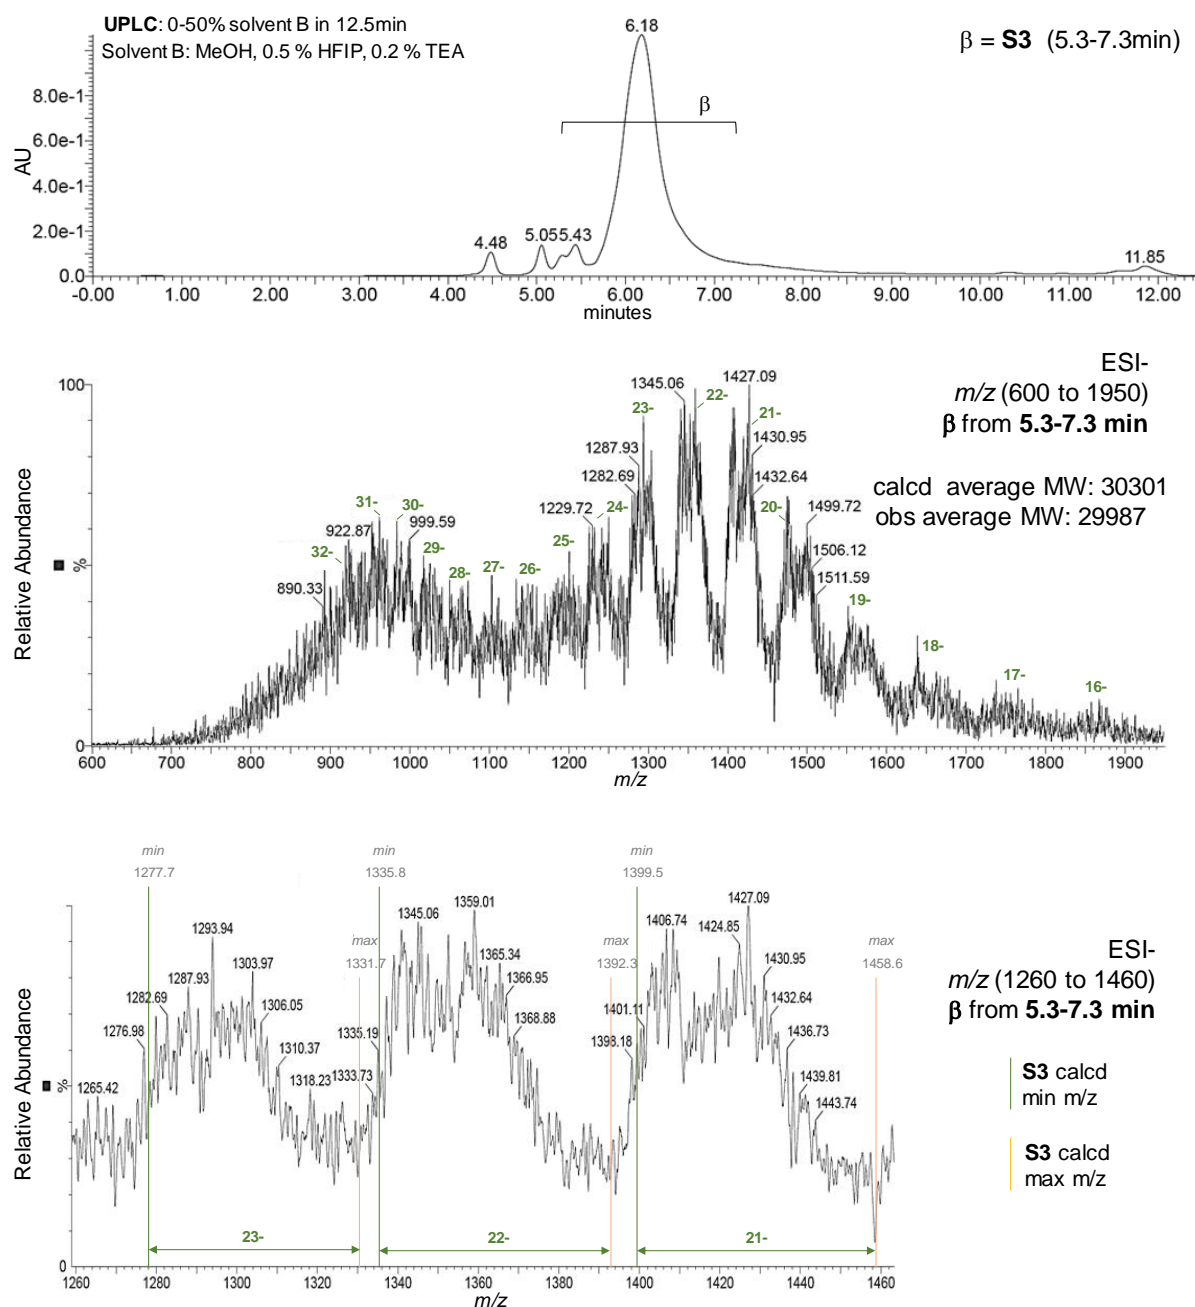 UPLC: 0-50% solvent B in 12.5min
Solvent B: MeOH, 0.5 % HFIP, 0.2 % TEA
β = S3 (5.3-7.3min)
6.18
β
8.0e-1
6.0e-1
4.0e-1
2.0e-1
0.0
AU
4.48
5.05
5.43
11.85
-0.00 1.00 2.00 3.00 4.00 5.00 6.00 7.00 8.00 9.00 10.00 11.00 12.00
minutes
ESI-
m/z (600 to 1950)
β from 5.3-7.3 min
calcd average MW: 30301
obs average MW: 29987
100
%
0
Relative Abundance
1345.06
1427.09
23-
22-
21-
1287.93
1430.95
1282.69
1432.64
1229.72
24-
20-
1499.72
31-
30-
922.87
999.59
32-
29-
25-
1506.12
890.33
28-
27-
26-
1511.59
19-
18-
17-
16-
600 700 800 900 1000 1100 1200 1300 1400 1500 1600 1700 1800 1900
m/z
min
1277.7
min
1335.8
min
1399.5
max
1331.7
max
1392.3
max
1458.6
1293.94
1287.93
1303.97
1282.69
1306.05
1276.98
1310.37
1265.42
1318.23
1333.73
1335.19
1345.06
1359.01
1365.34
1366.95
1368.88
1398.18
1401.11
1406.74
1424.85
1427.09
1430.95
1432.64
1436.73
1439.81
1443.74
ESI-
m/z (1260 to 1460)
β from 5.3-7.3 min
S3 calcd
min m/z
S3 calcd
max m/z
Relative Abundance
%
0
23-
22-
21-
1260 1280 1300 1320 1340 1360 1380 1400 1420 1440 1460
m/z